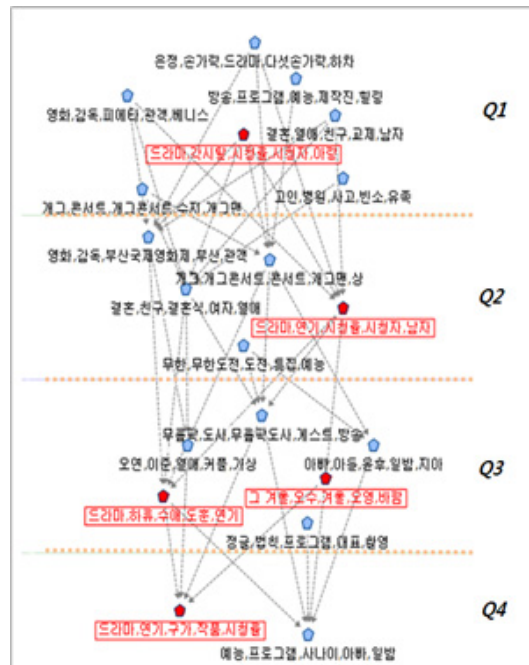 은정,손가락,드라마,다섯손가락,하차
방송,프로그램,예능,제작진,힐링
영화,감독,피에타,관객,베니스
Q1
결혼,열애,친구,교제,남자
드라마,각시탈,시청률,시청자,아랑
고인,병원,사고,빈소,유족
개그,콘서트,개그콘서트,수지,개그맨
영화,감독,부산국제영화제,부산,관객
개그,개그콘서트,콘서트,개그맨,상
Q2
결혼,친구,결혼식,여자,열애
드라마,연기,시청률,시청자,남자
무한,무한도전,도전,특집,예능
무릎팍,도사,무릎팍도사,게스트,방송
오연,이준,열애,커플,가상
아빠,아들,윤후,일밤,지아
Q3
그 겨울,오수,겨울,오영,바람
드라마,하류,수애,도훈,연기
정글,법칙,프로그램,대표,촬영
Q4
드라마,연기,구가,작품,시청률
예능,프로그램,사나이,아빠,일밤